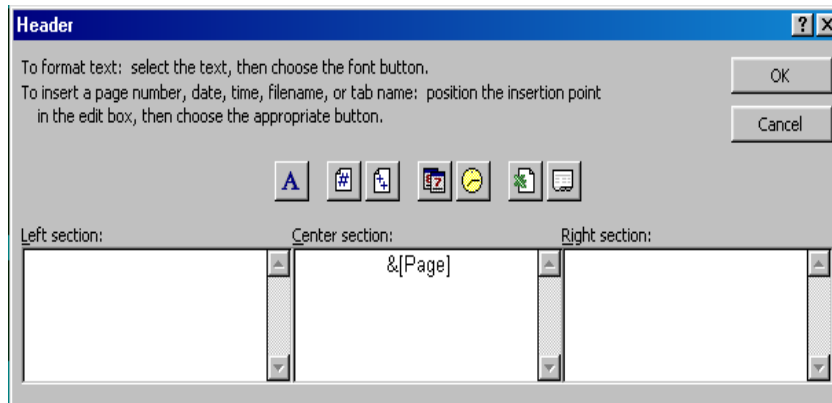 Header
To format text: select the text, then choose the font button.
To insert a page number, date, time, filename, or tab name: position the insertion point
in the edit box, then choose the appropriate button.
OK
Cancel
A
Left section:
Center section:
Right section:
&[Page]